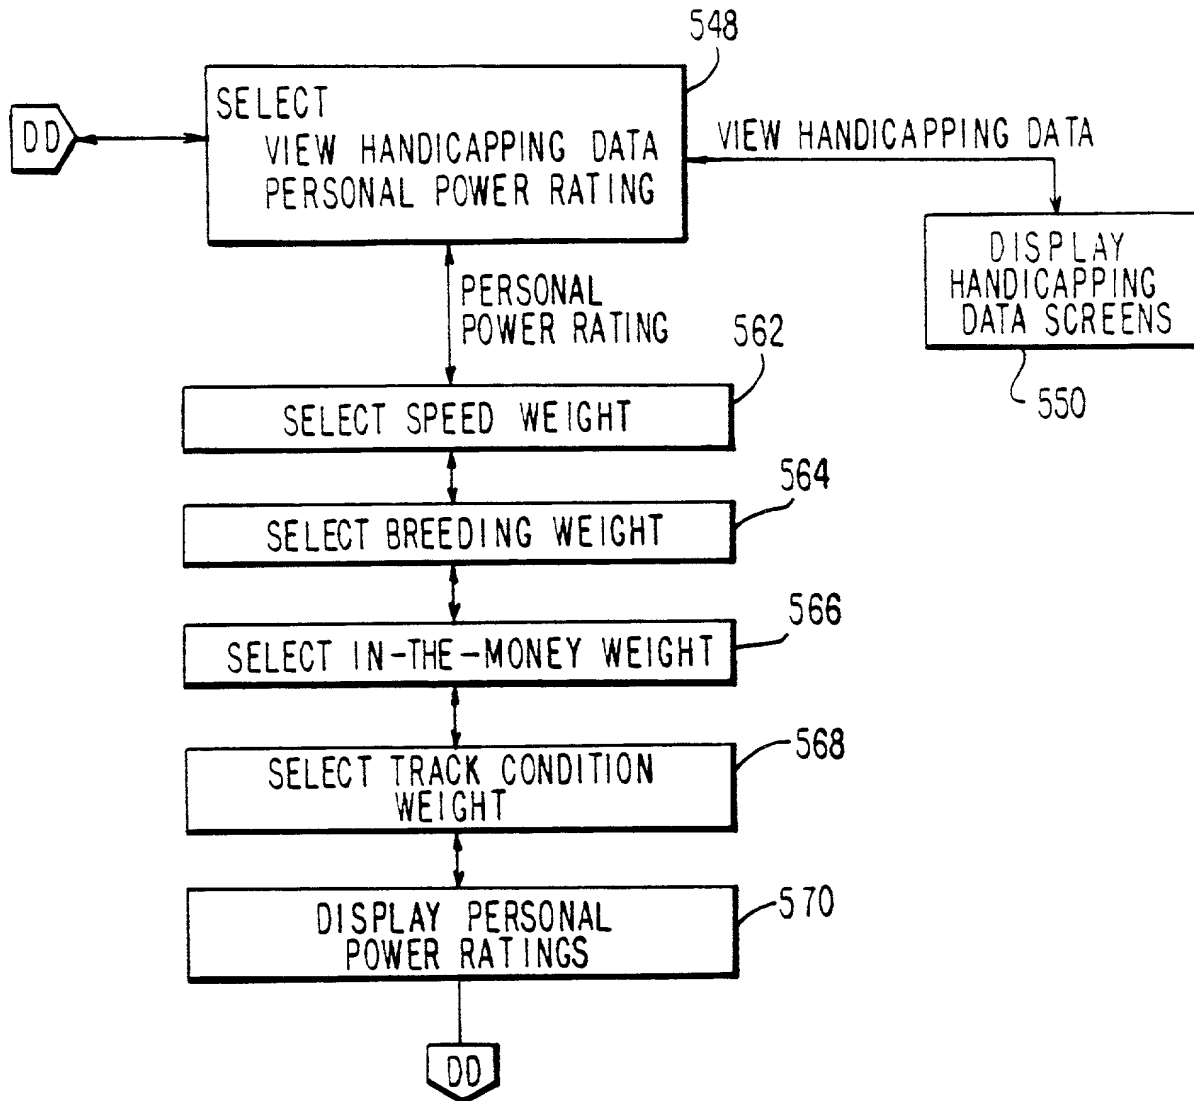 548
DD
SELECT
VIEW HANDICAPPING DATA
PERSONAL POWER RATING
VIEW HANDICAPPING DATA
DISPLAY
HANDICAPPING
DATA SCREENS
550
PERSONAL
POWER RATING
562
SELECT SPEED WEIGHT
564
SELECT BREEDING WEIGHT
566
SELECT IN-THE-MONEY WEIGHT
568
SELECT TRACK CONDITION
WEIGHT
570
DISPLAY PERSONAL
POWER RATINGS
DD